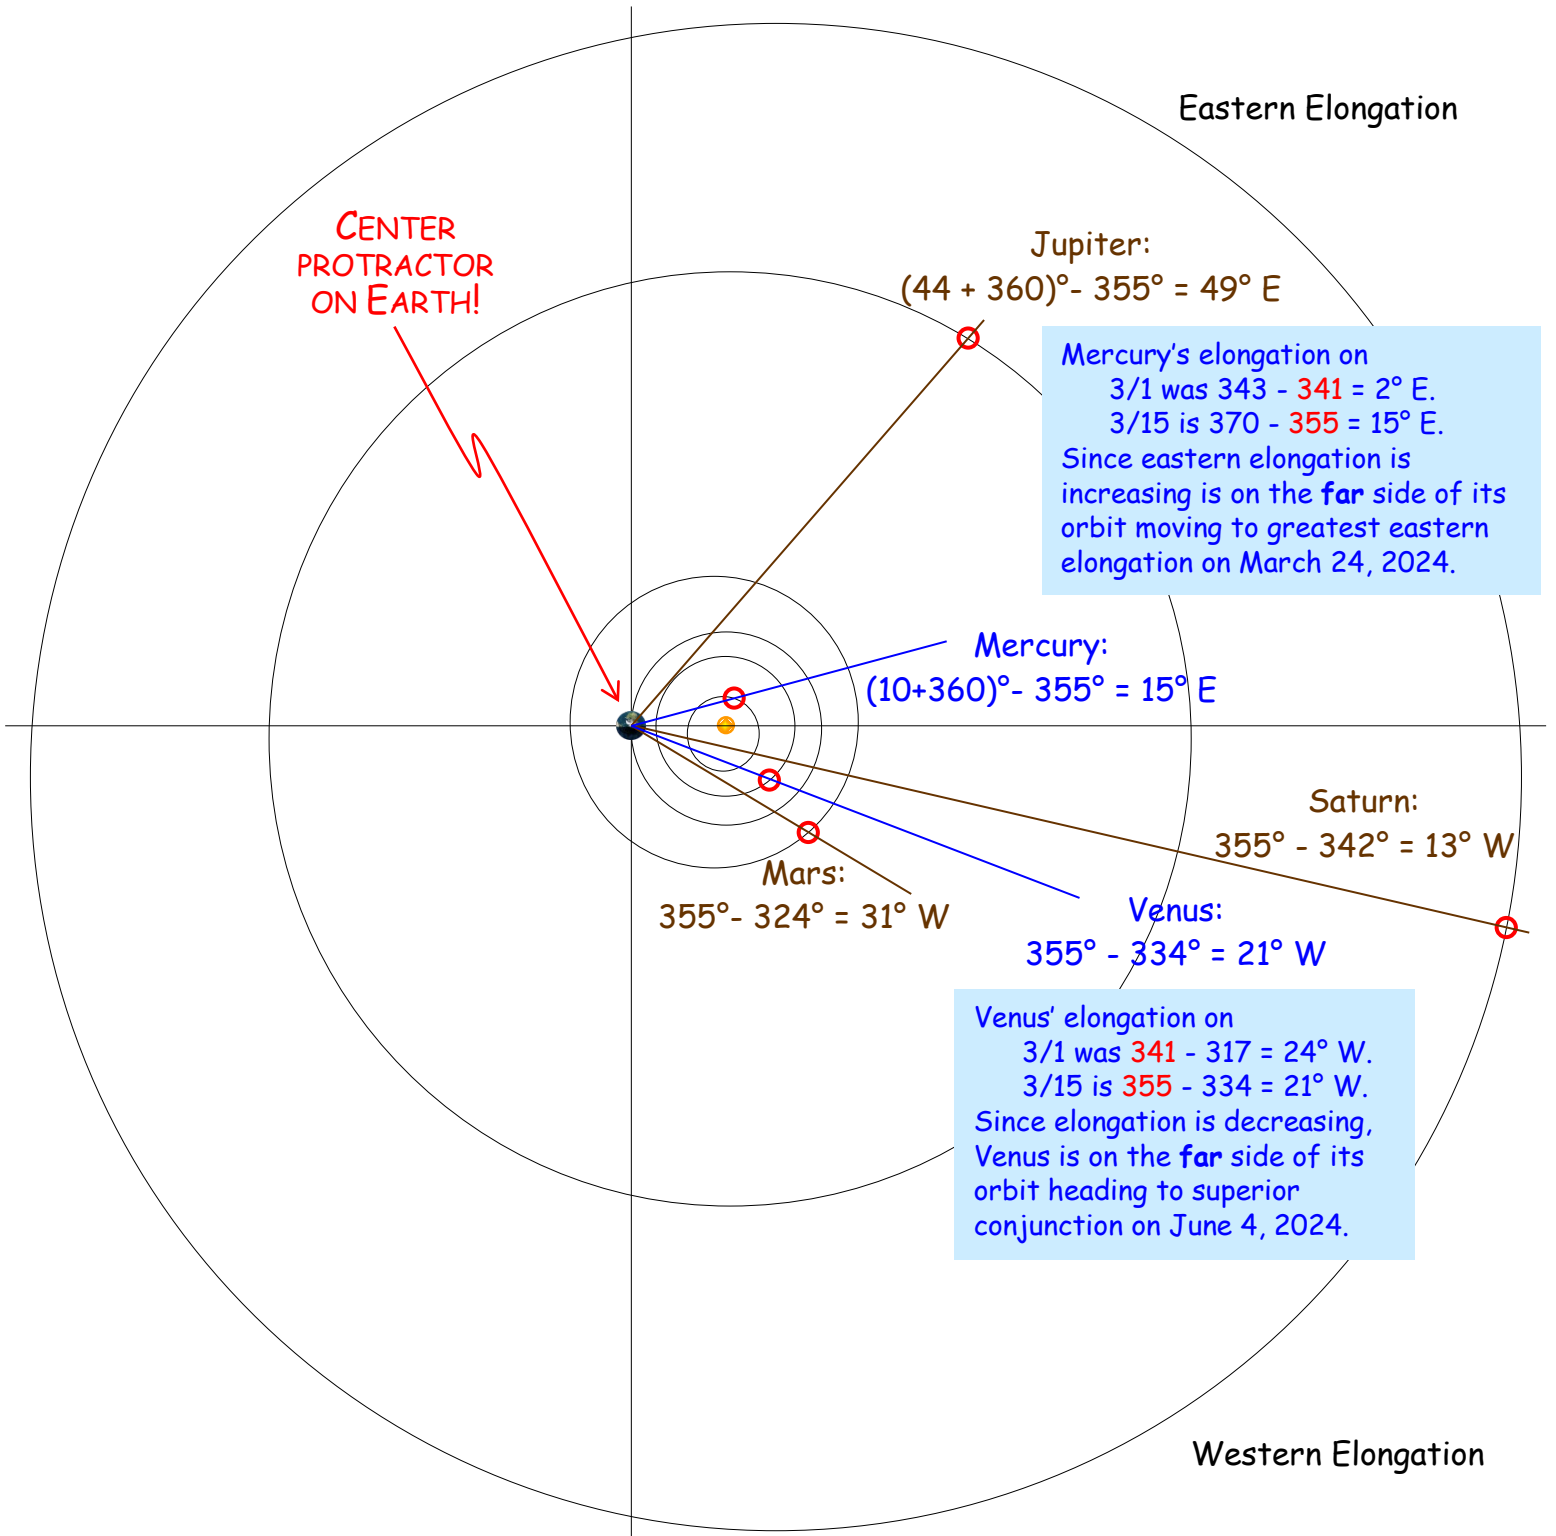 Eastern Elongation
CENTER
PROTRACTOR
ON EARTH!
Jupiter:
(44 + 360)°- 355° = 49° E
Mercury's elongation on
3/1 was 343 - 341 = 2° E.
3/15 is 370 - 355 = 15° E.
Since eastern elongation is
increasing is on the far side of its
orbit moving to greatest eastern
elongation on March 24, 2024.
Mercury:
(10+360)°- 355° = 15° E
Saturn:
355° - 342° = 13° W
Mars:
355°- 324° = 31° W
Venus:
355° - 334° = 21° W
Venus' elongation on
3/1 was 341 - 317 = 24° W.
3/15 is 355 - 334 = 21° W.
Since elongation is decreasing,
Venus is on the far side of its
orbit heading to superior
conjunction on June 4, 2024.
Western Elongation